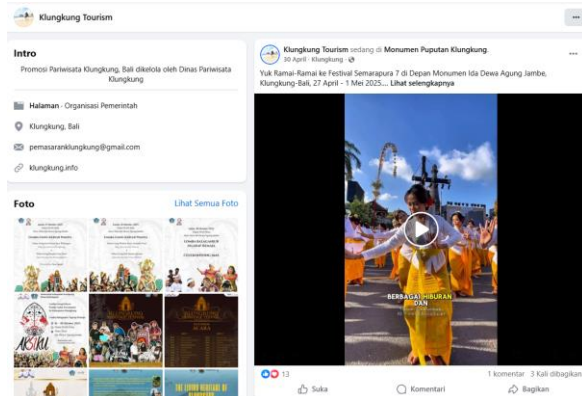 Klungkung Tourism
Intro
Promosi Pariwisata Klungkung, Bali dikelola oleh Dinas Pariwisata
Klungkung
Halaman · Organisasi Pemerintah
Klungkung, Bali
pemasaranklungkung@gmail.com
klungkung.info
Foto
Lihat Semua Foto
Klungkung Tourism sedang di Monumen Puputan Klungkung.
30 April · Klungkung ·
Yuk Ramai-Ramai ke Festival Semarapura 7 di Depan Monumen Ida Dewa Agung Jambe,
Klungkung-Bali, 27 April - 1 Mei 2025... Lihat selengkapnya
BERBAGAI HIBURAN
DAN
13
1 komentar 3 Kali dibagikan
Suka
Komentari
Bagikan